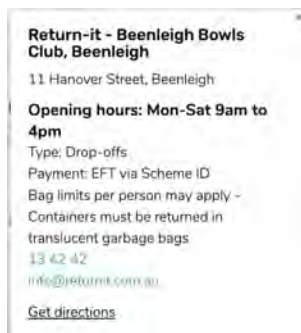 Return-it - Beenleigh Bowls
Club, Beenleigh
11 Hanover Street, Beenleigh
Opening hours: Mon-Sat 9am to
4pm
Type: Drop-offs
Payment: EFT via Scheme ID
Bag limits per person may apply -
Containers must be returned in
translucent garbage bags
13 42 42
info@returnit.com.au
Get directions